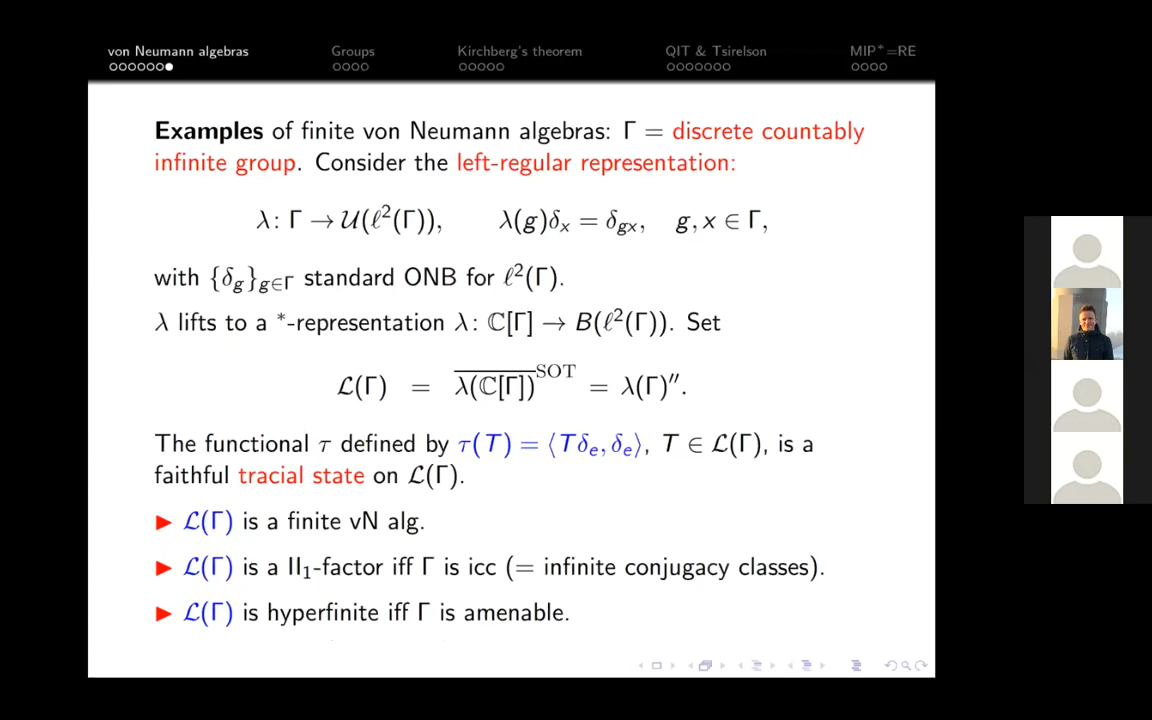 von Neumann algebras Groups Kirchberg's theorem QIT & Tsirelson MIP*=RE
Examples of finite von Neumann algebras: Γ = discrete countably
infinite group. Consider the left-regular representation:
λ: Γ → 𝒰(ℓ²(Γ)), λ(g)δₓ = δ_{gx}, g, x ∈ Γ,
with {δ_g}_{g∈Γ} standard ONB for ℓ²(Γ).
λ lifts to a *-representation λ: ℂ[Γ] → B(ℓ²(Γ)). Set
ℒ(Γ) = \overline{λ(ℂ[Γ])}^{SOT} = λ(Γ)″.
The functional τ defined by τ(T) = ⟨Tδₑ, δₑ⟩, T ∈ ℒ(Γ), is a
faithful tracial state on ℒ(Γ).
▶ ℒ(Γ) is a finite vN alg.
▶ ℒ(Γ) is a II₁-factor iff Γ is icc (= infinite conjugacy classes).
▶ ℒ(Γ) is hyperfinite iff Γ is amenable.